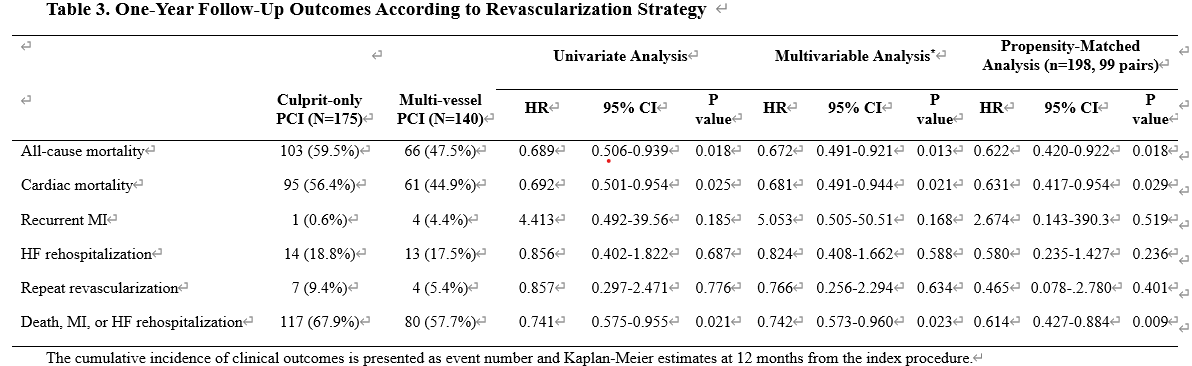 Table 3. One-Year Follow-Up Outcomes According to Revascularization Strategy
Univariate Analysis Multivariable Analysis* Propensity-Matched Analysis (n=198, 99 pairs)
Culprit-only PCI (N=175) Multi-vessel PCI (N=140) HR 95% CI P value HR 95% CI P value HR 95% CI P value
All-cause mortality 103 (59.5%) 66 (47.5%) 0.689 0.506-0.939 0.018 0.672 0.491-0.921 0.013 0.622 0.420-0.922 0.018
Cardiac mortality 95 (56.4%) 61 (44.9%) 0.692 0.501-0.954 0.025 0.681 0.491-0.944 0.021 0.631 0.417-0.954 0.029
Recurrent MI 1 (0.6%) 4 (4.4%) 4.413 0.492-39.56 0.185 5.053 0.505-50.51 0.168 2.674 0.143-390.3 0.519
HF rehospitalization 14 (18.8%) 13 (17.5%) 0.856 0.402-1.822 0.687 0.824 0.408-1.662 0.588 0.580 0.235-1.427 0.236
Repeat revascularization 7 (9.4%) 4 (5.4%) 0.857 0.297-2.471 0.776 0.766 0.256-2.294 0.634 0.465 0.078-.2.780 0.401
Death, MI, or HF rehospitalization 117 (67.9%) 80 (57.7%) 0.741 0.575-0.955 0.021 0.742 0.573-0.960 0.023 0.614 0.427-0.884 0.009
The cumulative incidence of clinical outcomes is presented as event number and Kaplan-Meier estimates at 12 months from the index procedure.